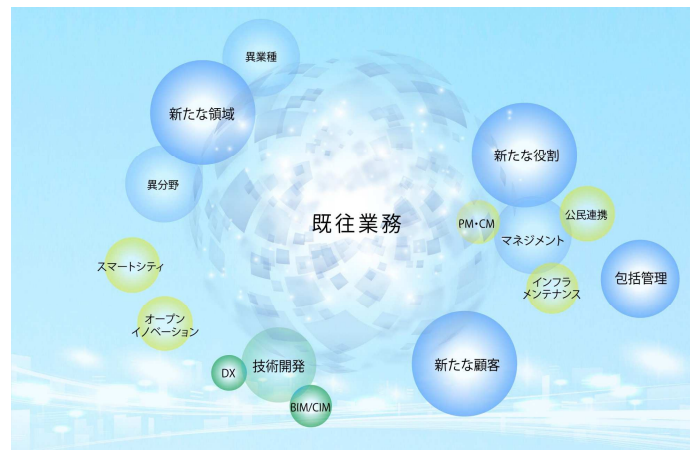 異業種
新たな領域
異分野
スマートシティ
オープン
イノベーション
DX
技術開発
BIM/CIM
既往業務
新たな役割
PM・CM
マネジメント
公民連携
インフラ
メンテナンス
包括管理
新たな顧客